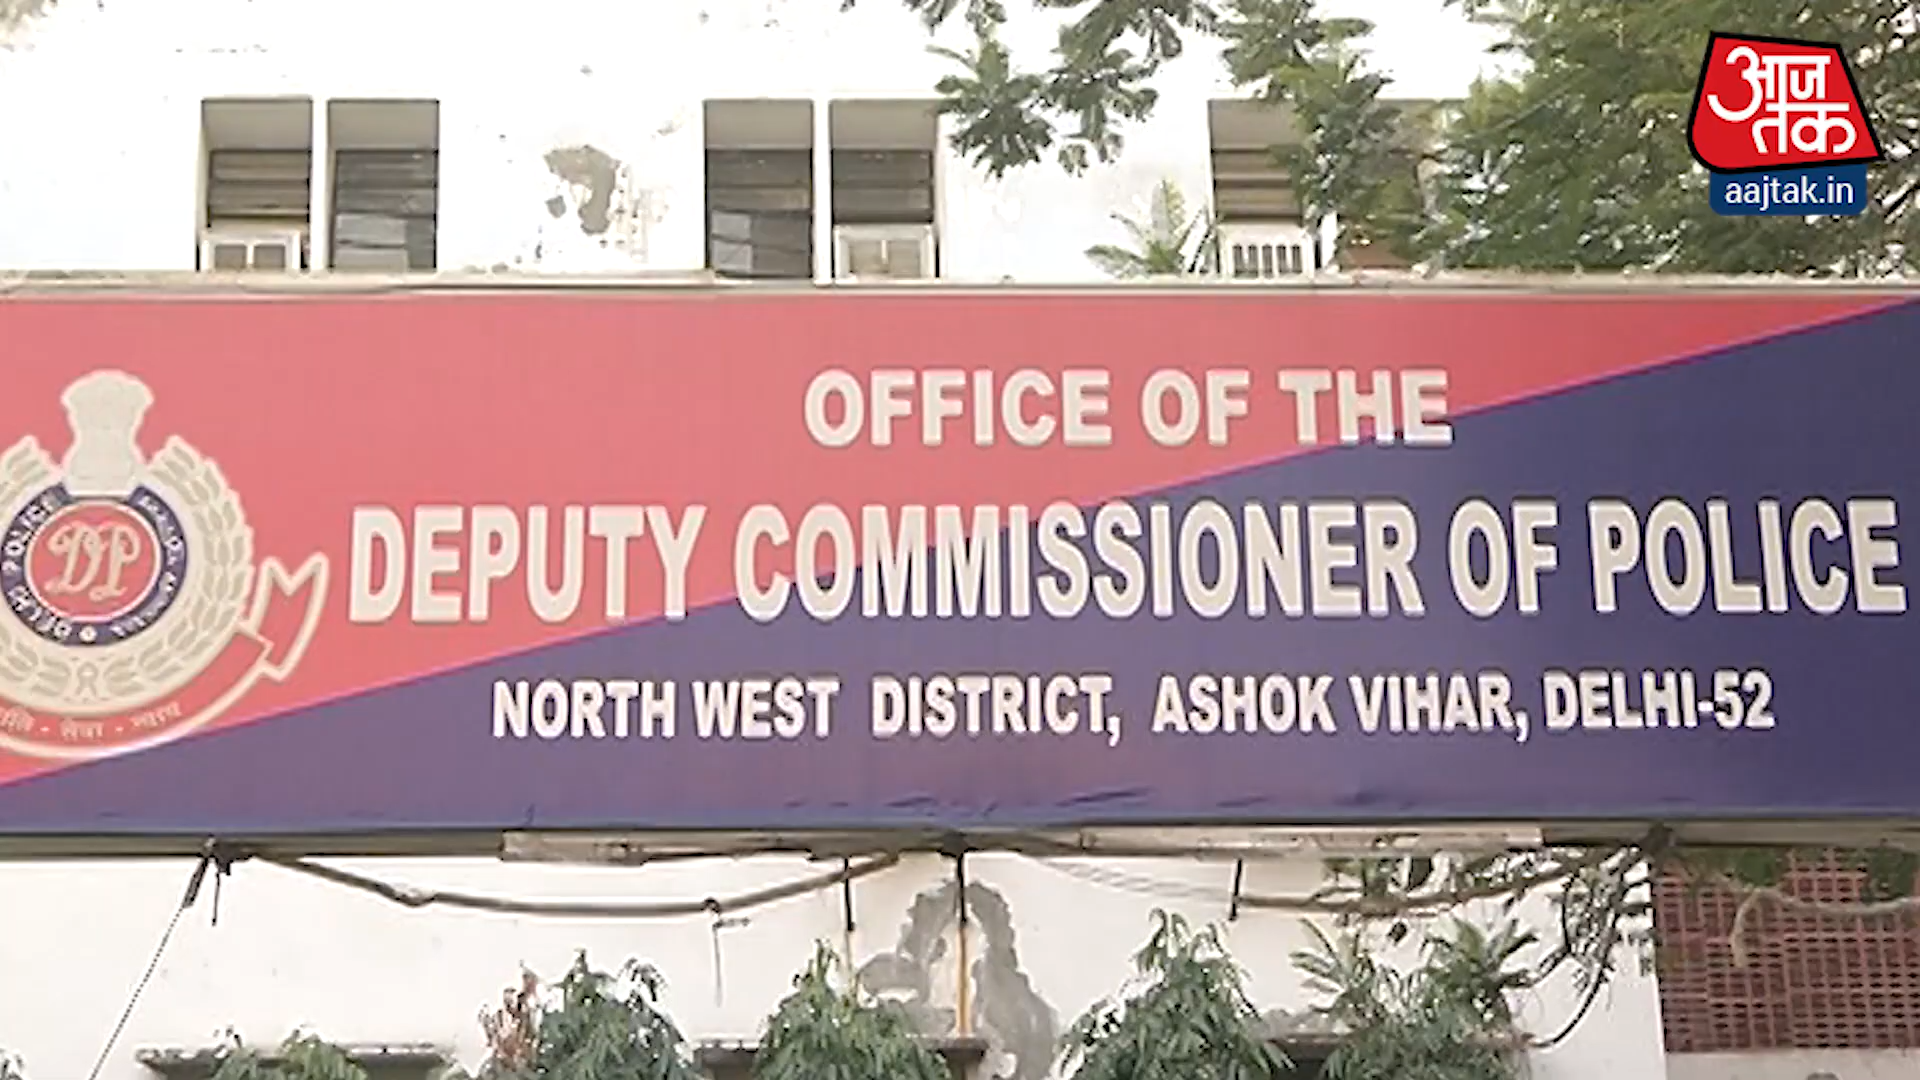 आज
तक
aajtak.in
OFFICE OF THE
DEPUTY COMMISSIONER OF POLICE
NORTH WEST DISTRICT, ASHOK VIHAR, DELHI-52
DP
सेवा - न्याय